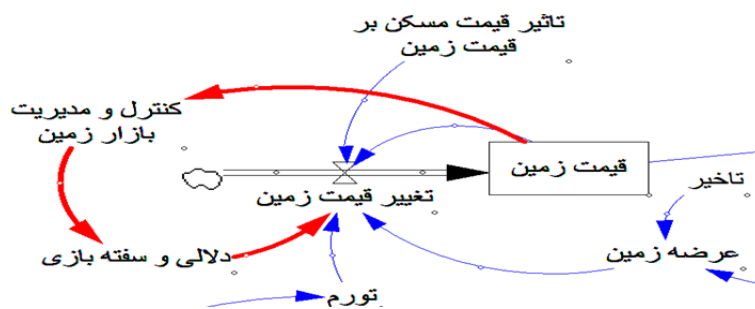 تاثیر قیمت مسکن بر
قیمت زمین
کنترل و مدیریت
بازار زمین
قیمت زمین
تاخیر
تغییر قیمت زمین
دلالی و سفته بازی
عرضه زمین
تورم